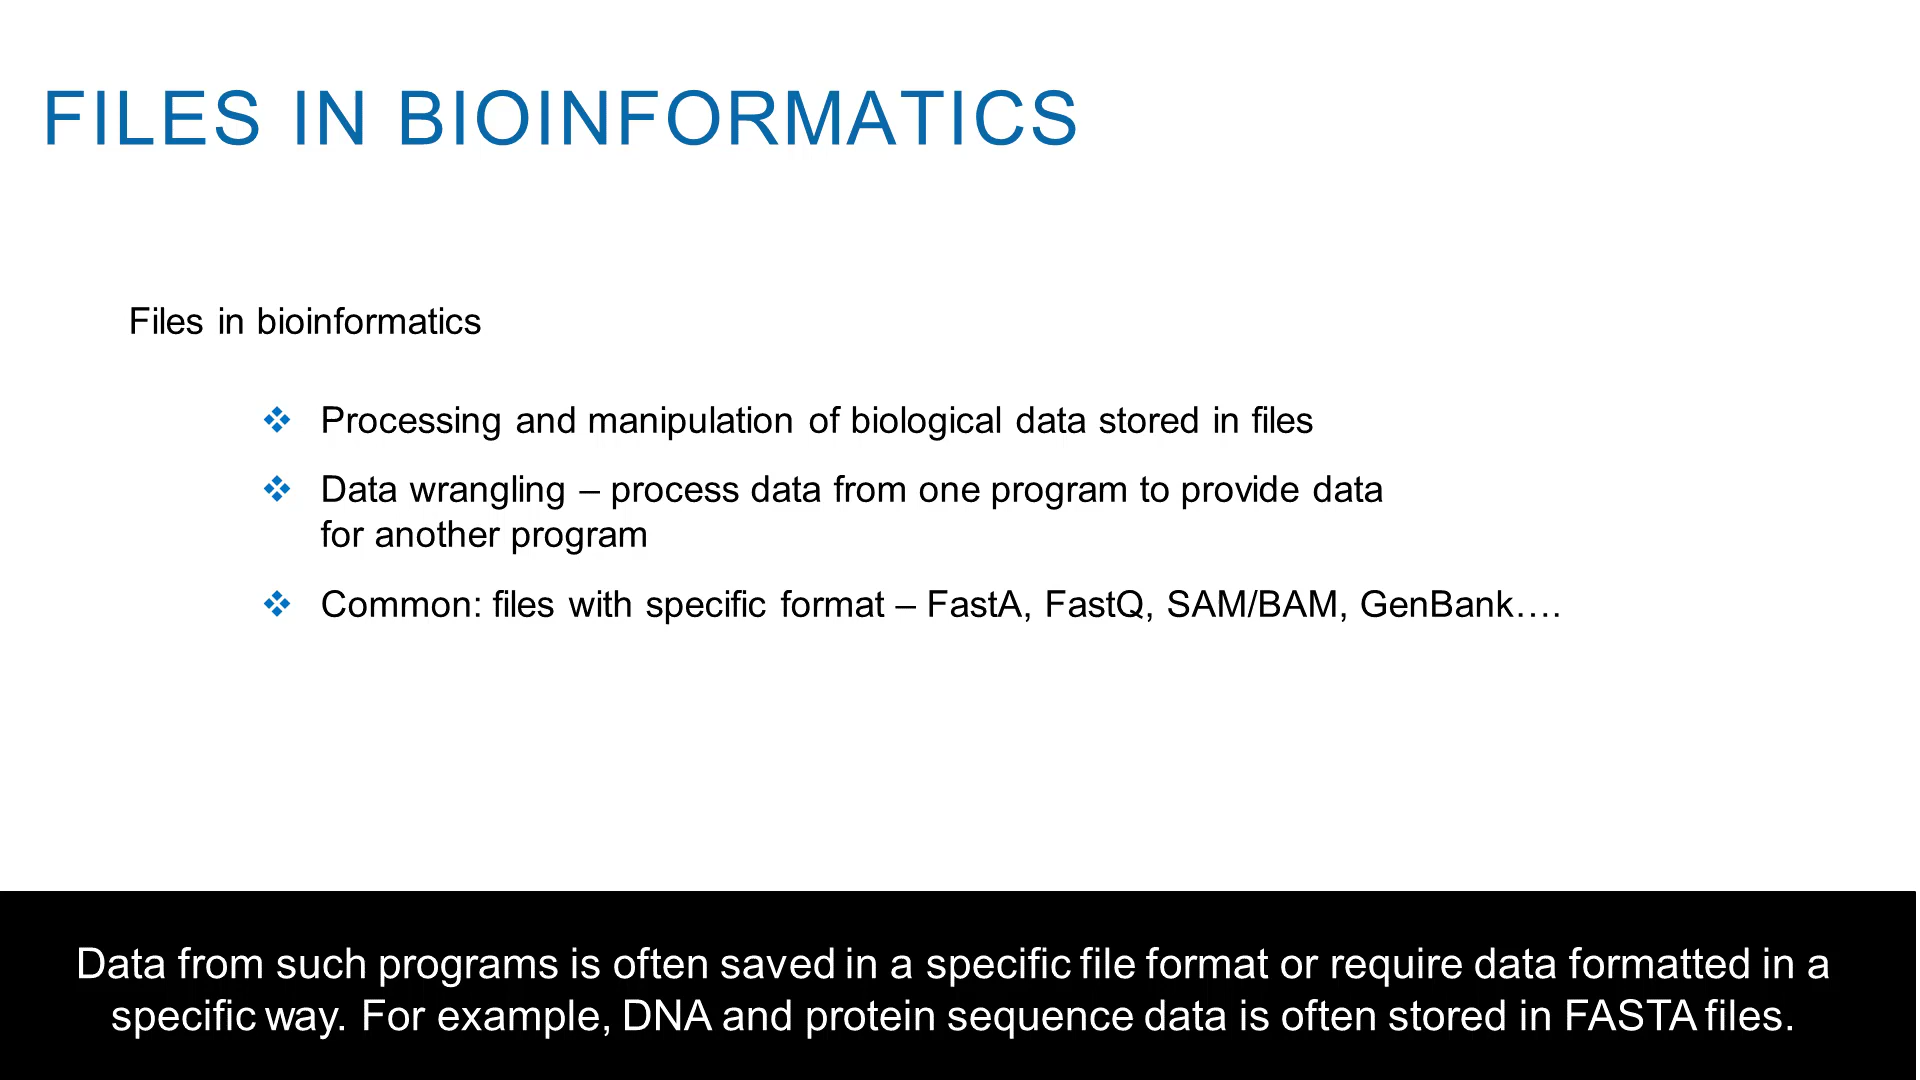 FILES IN BIOINFORMATICS
Files in bioinformatics
❖ Processing and manipulation of biological data stored in files
❖ Data wrangling – process data from one program to provide data
for another program
❖ Common: files with specific format – FastA, FastQ, SAM/BAM, GenBank….
Data from such programs is often saved in a specific file format or require data formatted in a
specific way. For example, DNA and protein sequence data is often stored in FASTA files.